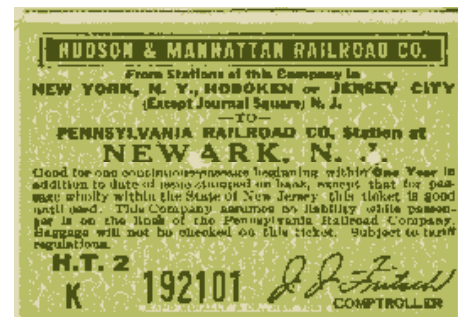 HUDSON & MANHATTAN RAILROAD CO.
From Stations of this Company in
NEW YORK, N. Y., HOBOKEN or JERSEY CITY
(Except Journal Square) N. J.
—TO—
PENNSYLVANIA RAILROAD CO. Station at
NEWARK, N. J.
Good for one continuous passage beginning within One Year in
addition to date of issue stamped on back, except that for pas-
sage wholly within the State of New Jersey this ticket is good
until used. This Company assumes no liability while passen-
ger is on the lines of the Pennsylvania Railroad Company.
Baggage will not be checked on this ticket. Subject to tariff
regulations.
H.T. 2
K
192101
J. J. Fritsch
COMPTROLLER